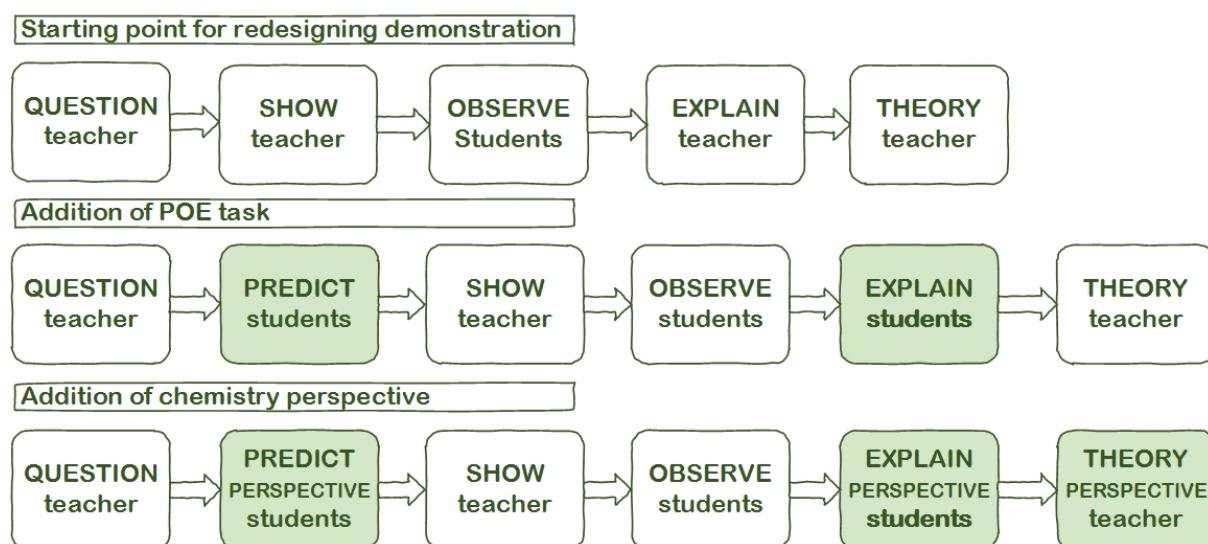 Starting point for redesigning demonstration
QUESTION
teacher
SHOW
teacher
OBSERVE
Students
EXPLAIN
teacher
THEORY
teacher
Addition of POE task
QUESTION
teacher
PREDICT
students
SHOW
teacher
OBSERVE
students
EXPLAIN
students
THEORY
teacher
Addition of chemistry perspective
QUESTION
teacher
PREDICT
PERSPECTIVE
students
SHOW
teacher
OBSERVE
students
EXPLAIN
PERSPECTIVE
students
THEORY
PERSPECTIVE
teacher